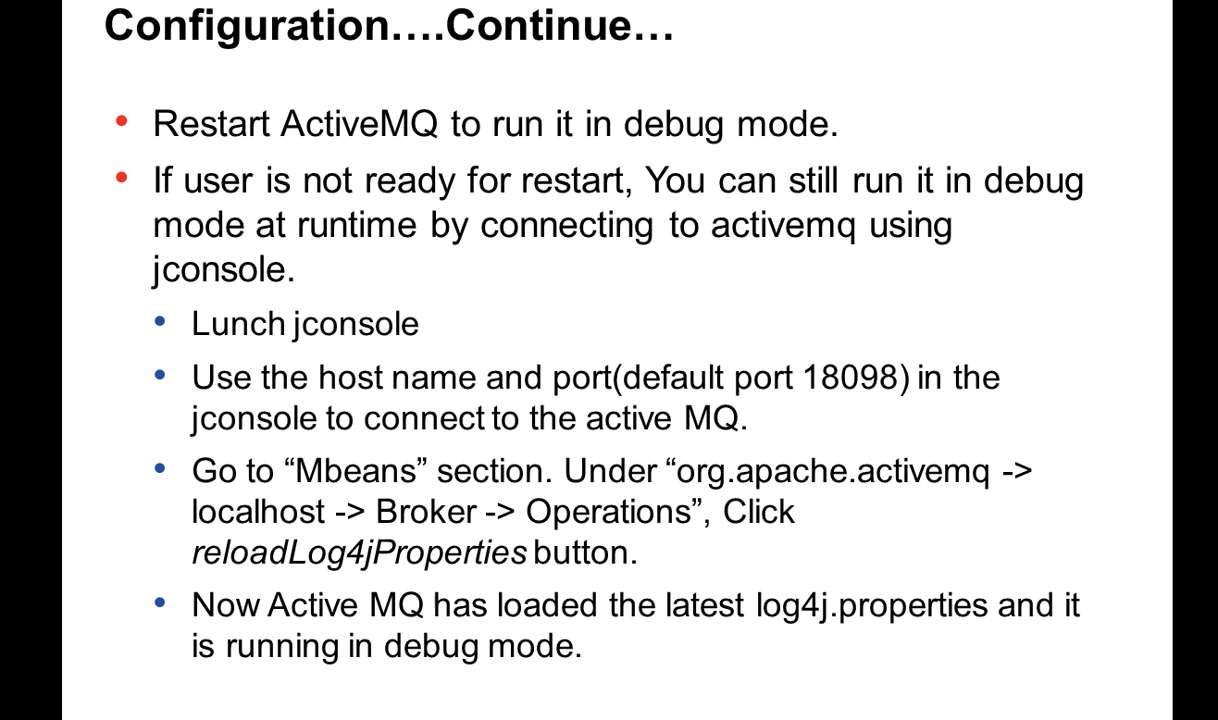 Configuration….Continue…
• Restart ActiveMQ to run it in debug mode.
• If user is not ready for restart, You can still run it in debug
mode at runtime by connecting to activemq using
jconsole.
• Lunch jconsole
• Use the host name and port(default port 18098) in the
jconsole to connect to the active MQ.
• Go to “Mbeans” section. Under “org.apache.activemq ->
localhost -> Broker -> Operations”, Click
reloadLog4jProperties button.
• Now Active MQ has loaded the latest log4j.properties and it
is running in debug mode.